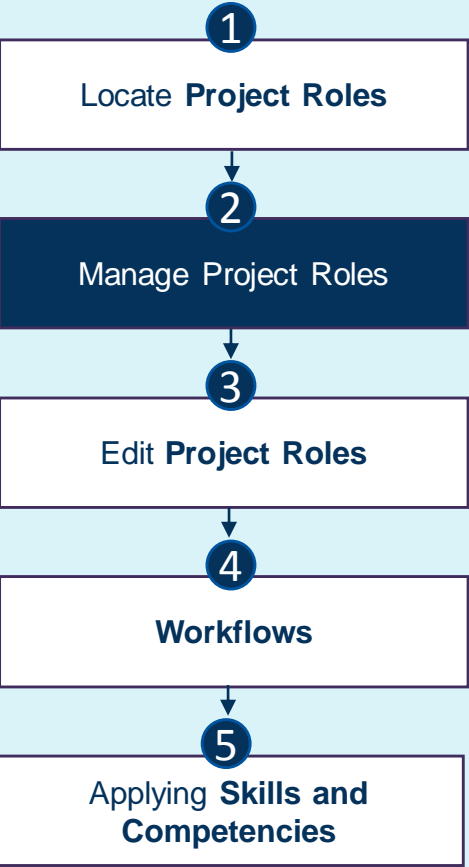 1
Locate Project Roles
2
Manage Project Roles
3
Edit Project Roles
4
Workflows
5
Applying Skills and
Competencies